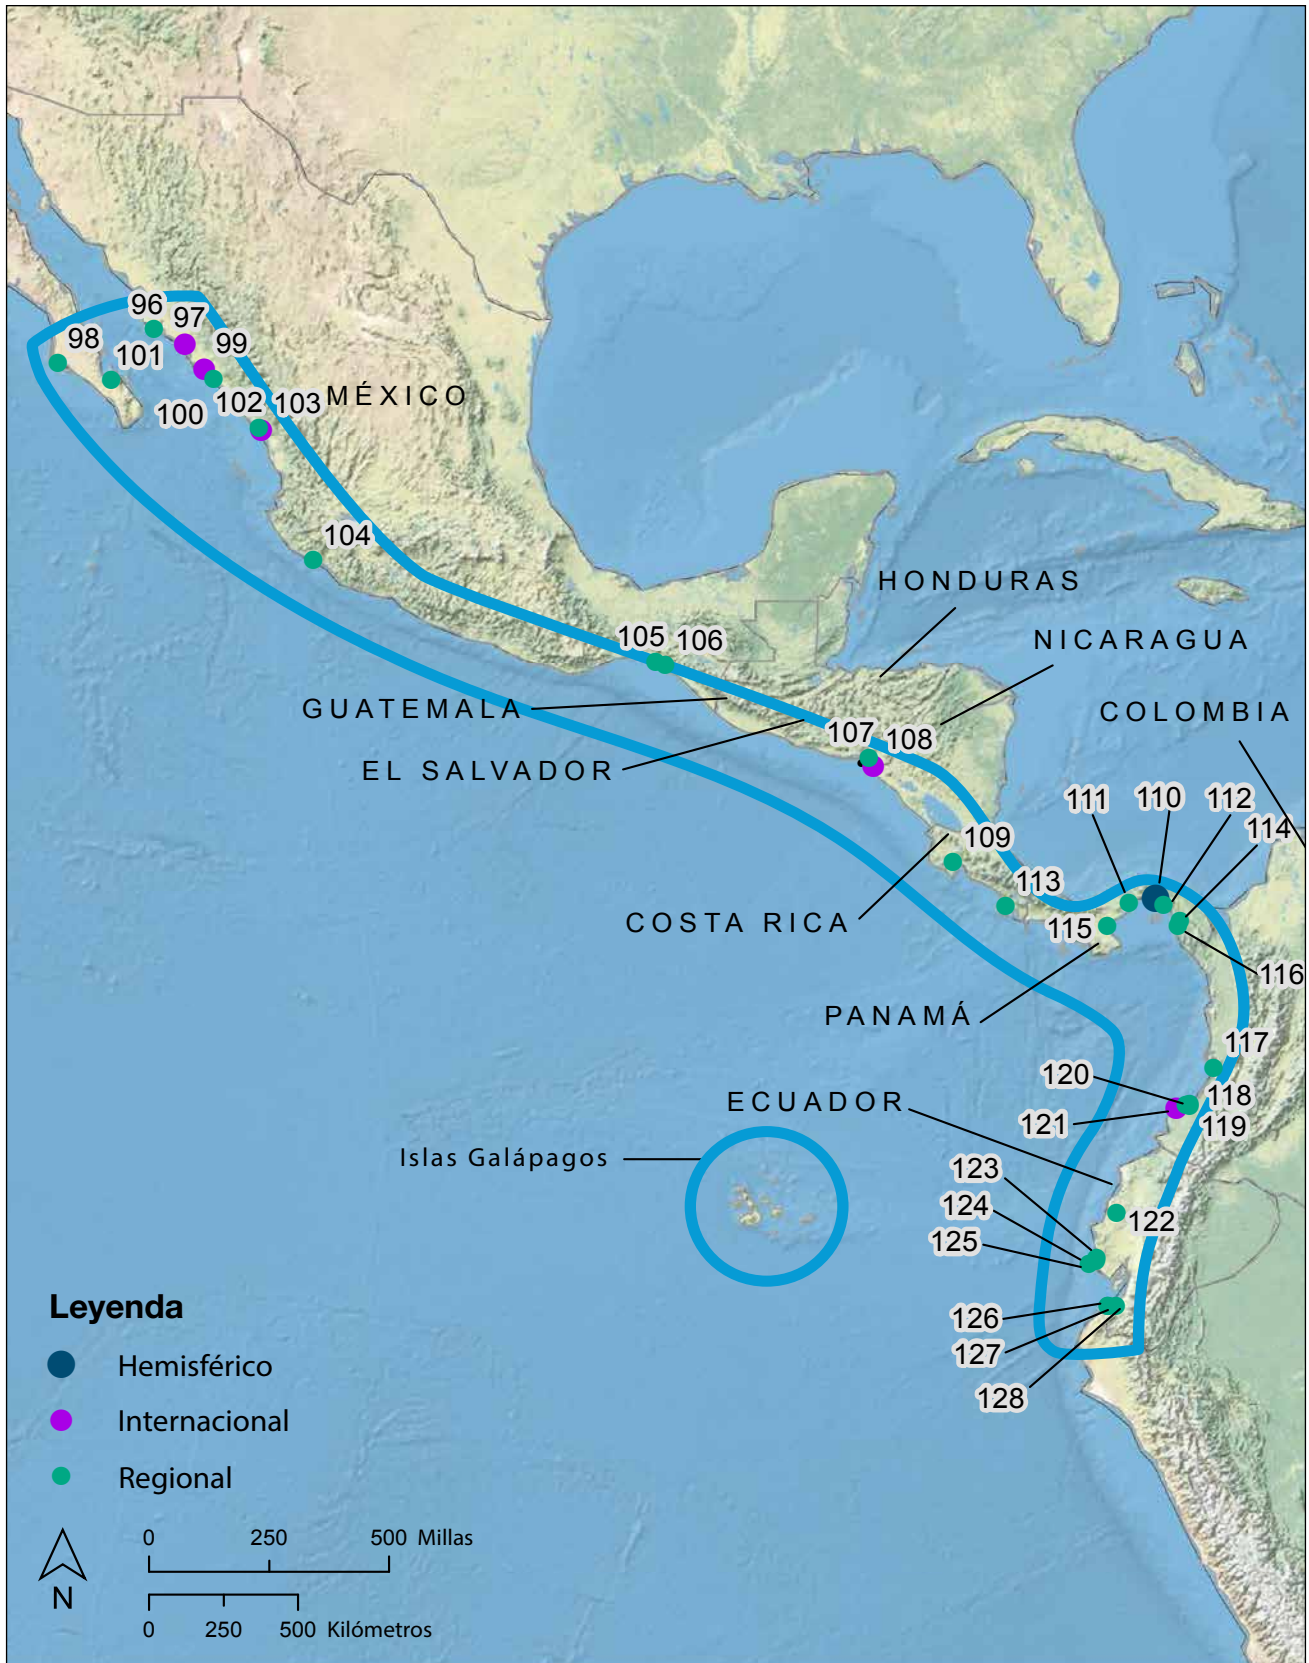 96
97
98
99
101
100
102
103
MÉXICO
104
HONDURAS
105
106
NICARAGUA
GUATEMALA
COLOMBIA
107
108
EL SALVADOR
111
110
112
114
109
113
COSTA RICA
115
116
PANAMÁ
117
120
118
ECUADOR
121
119
Islas Galápagos
123
124
122
125
Leyenda
126
127
Hemisférico
128
Internacional
Regional
0 250 500 Millas
N
0 250 500 Kilómetros